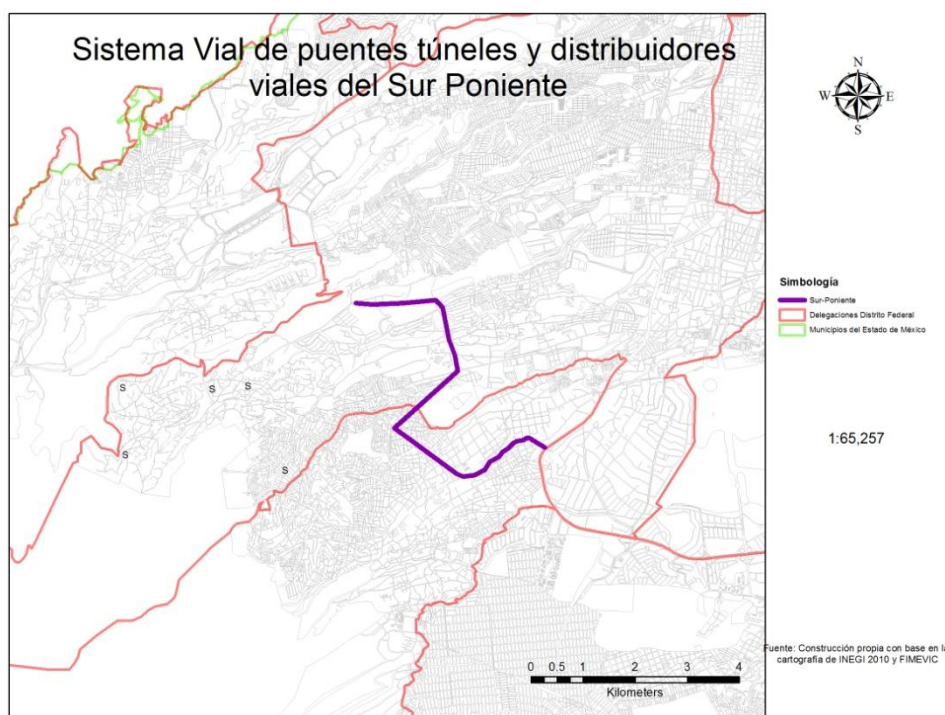 Sistema Vial de puentes túneles y distribuidores
viales del Sur Poniente
N
W E
S
Simbología
Sur-Poniente
Delegaciones Distrito Federal
Municipios del Estado de México
S
S
S
S
S
1:65,257
Fuente: Construcción propia con base en la
cartografía de INEGI 2010 y FIMEVIC
0 0.5 1 2 3 4
Kilometers